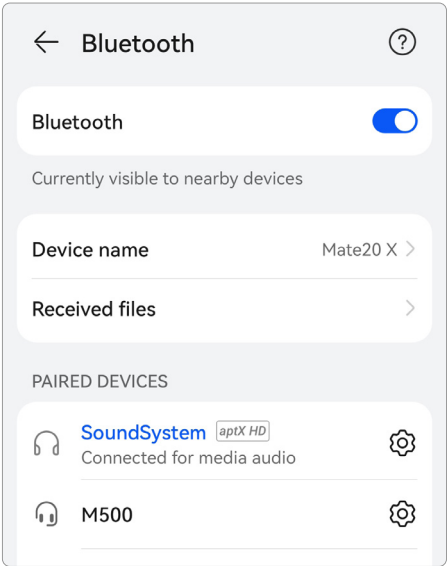 Bluetooth
Bluetooth
Currently visible to nearby devices
Device name Mate20 X
Received files
PAIRED DEVICES
SoundSystem aptX HD
Connected for media audio
M500